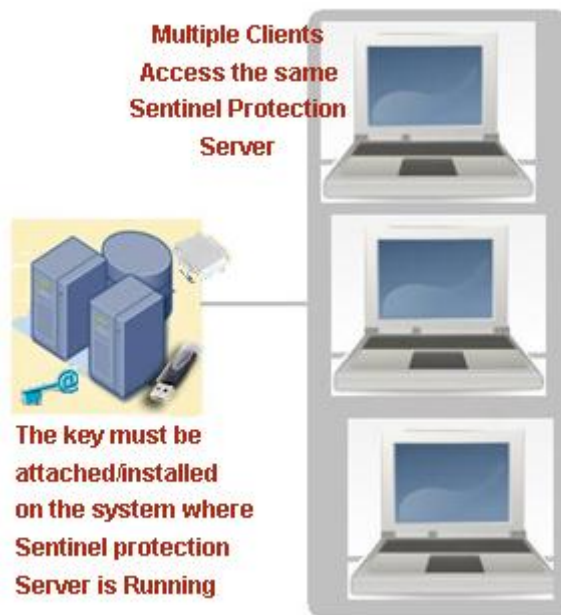 Multiple Clients
Access the same
Sentinel Protection
Server
The key must be
attached/installed
on the system where
Sentinel protection
Server is Running